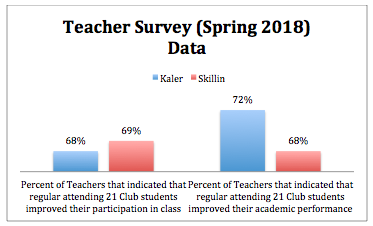 Teacher Survey (Spring 2018)
Data
Kaler Skillin
68%
69%
72%
68%
Percent of Teachers that indicated that
regular attending 21 Club students
improved their participation in class
Percent of Teachers that indicated that
regular attending 21 Club students
improved their academic performance